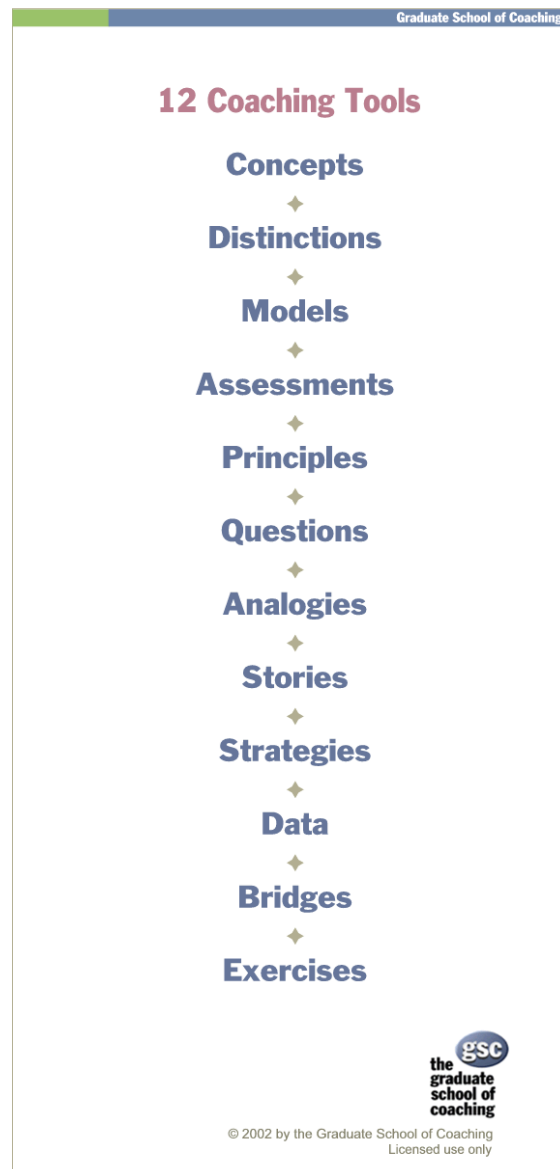 Graduate School of Coaching
12 Coaching Tools
Concepts
Distinctions
Models
Assessments
Principles
Questions
Analogies
Stories
Strategies
Data
Bridges
Exercises
gsc
the
graduate
school of
coaching
© 2002 by the Graduate School of Coaching
Licensed use only